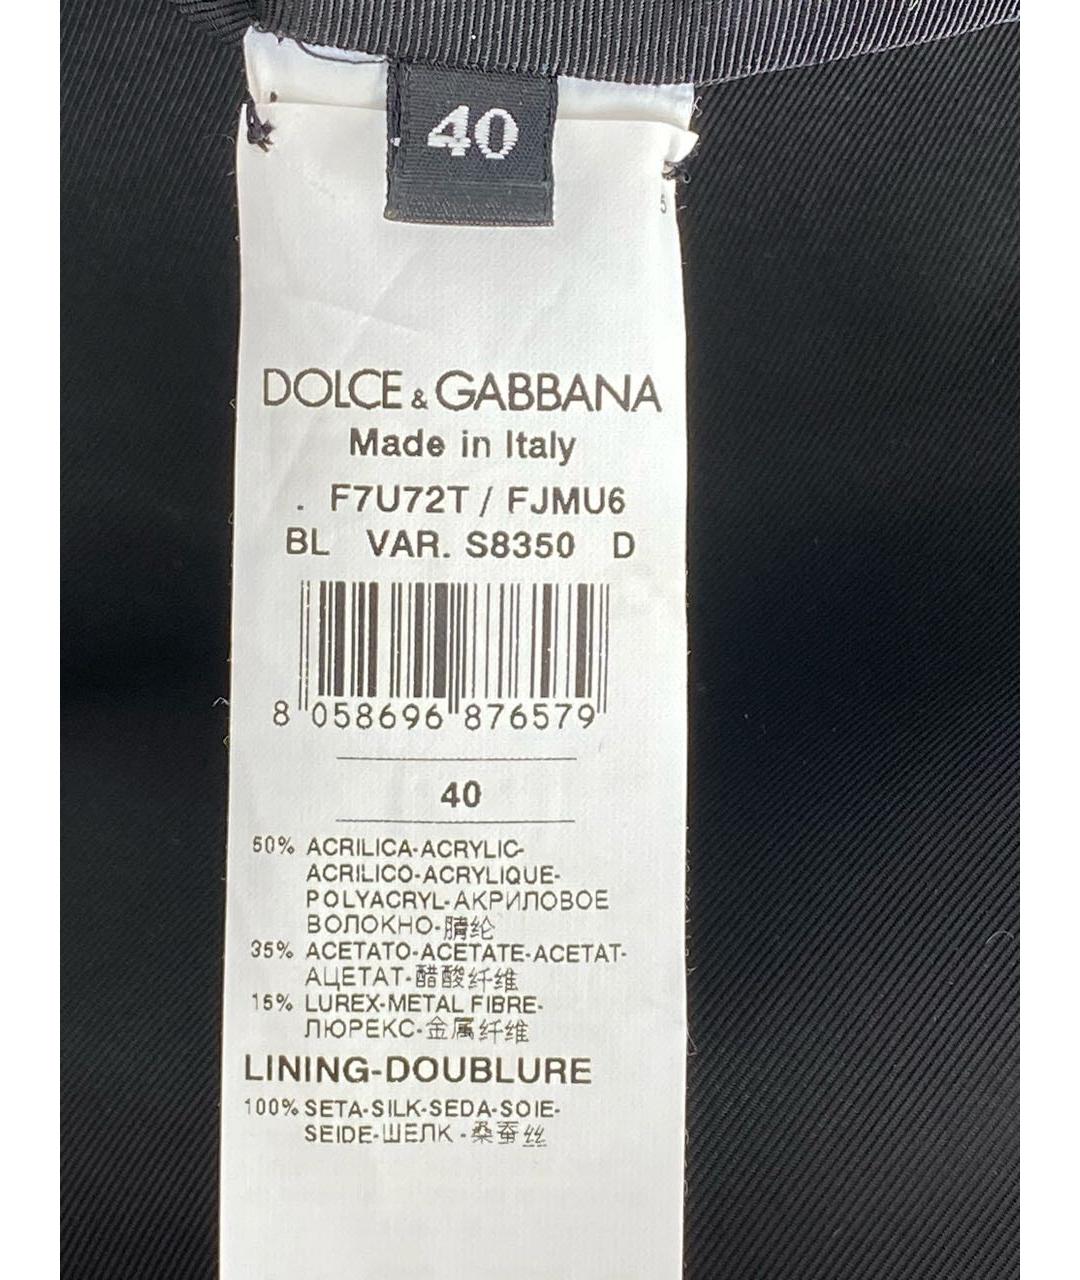 40
5
DOLCE & GABBANA
Made in Italy
. F7U72T / FJMU6
BL VAR. S8350 D
8 058696 876579
40
50% ACRILICA-ACRYLIC-
ACRILICO-ACRYLIQUE-
POLYACRYL-АКРИЛОВОЕ
ВОЛОКНО-腈纶
35% ACETATO-ACETATE-ACETAT-
АЦЕТАТ-醋酸纤维
15% LUREX-METAL FIBRE-
ЛЮРЕКС-金属纤维
LINING-DOUBLURE
100% SETA-SILK-SEDA-SOIE-
SEIDE-ШЕЛК-桑蚕丝